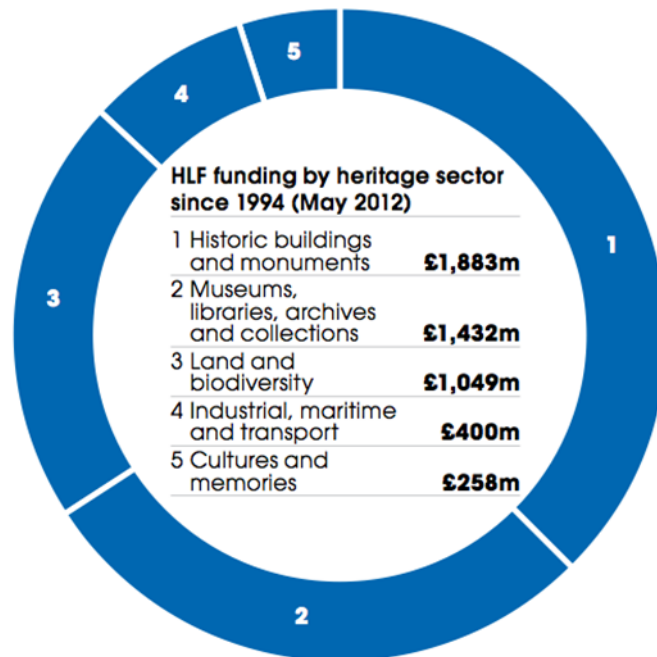 5
4
1
3
2
HLF funding by heritage sector
since 1994 (May 2012)
1 Historic buildings
and monuments £1,883m
2 Museums,
libraries, archives
and collections £1,432m
3 Land and
biodiversity £1,049m
4 Industrial, maritime
and transport £400m
5 Cultures and
memories £258m